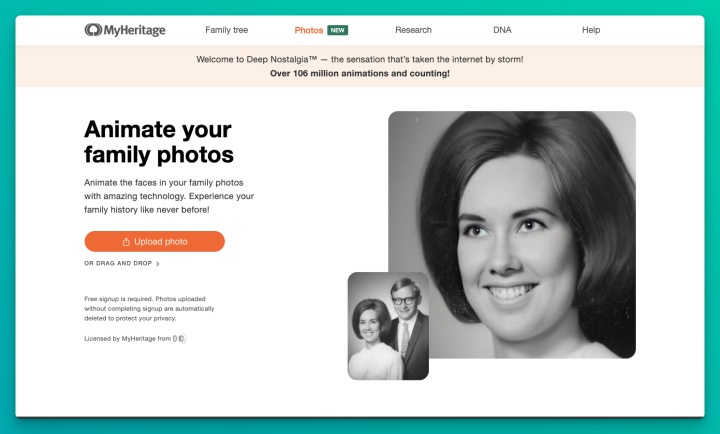 MyHeritage
Family tree
Photos NEW
Research
DNA
Help
Welcome to Deep Nostalgia™ — the sensation that's taken the internet by storm!
Over 106 million animations and counting!
Animate your
family photos
Animate the faces in your family photos
with amazing technology. Experience your
family history like never before!
Upload photo
OR DRAG AND DROP >
Free signup is required. Photos uploaded
without completing signup are automatically
deleted to protect your privacy.
Licensed by MyHeritage from D-ID